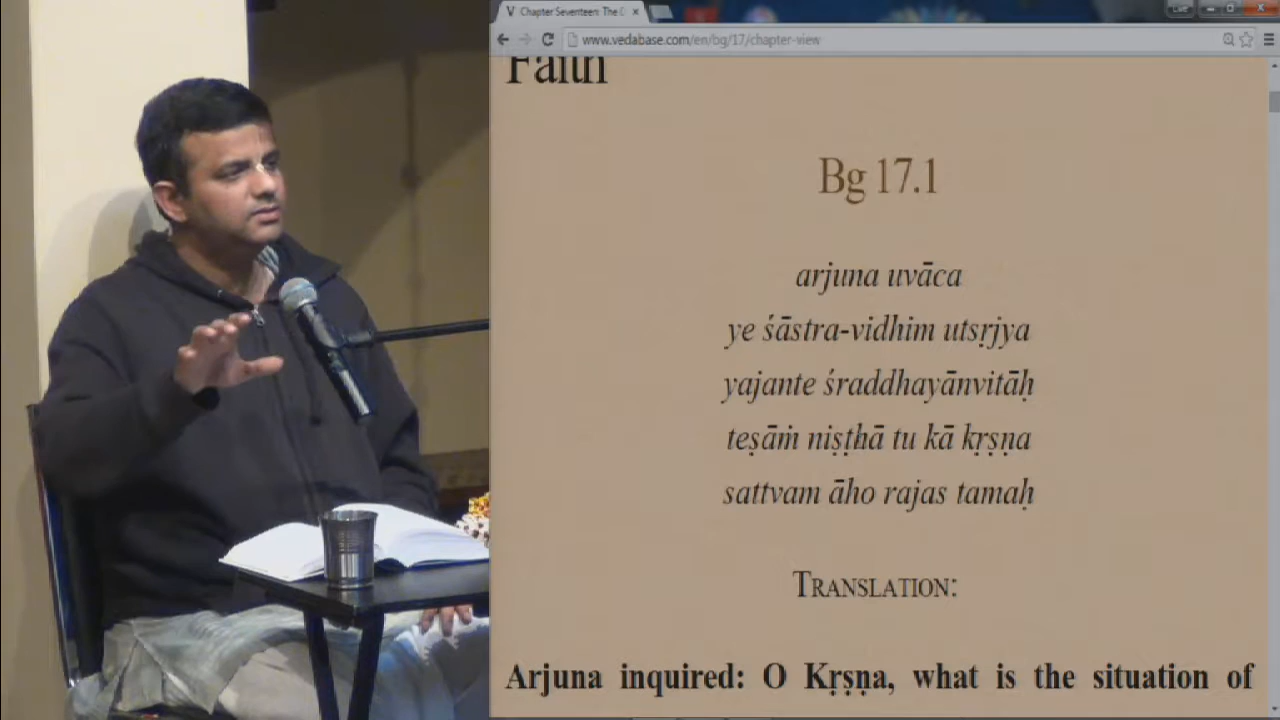 Chapter Seventeen: The
www.vedabase.com/en/bg/17/chapter-view
Faith
Bg 17.1
arjuna uvāca
ye śāstra-vidhim utsṛjya
yajante śraddhayānvitāḥ
teṣāṁ niṣṭhā tu kā kṛṣṇa
sattvam āho rajas tamaḥ
TRANSLATION:
Arjuna inquired: O Kṛṣṇa, what is the situation of